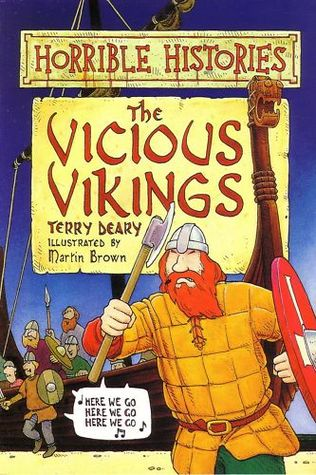 HORRIBLE HISTORIES
THE
VICIOUS
VIKINGS
TERRY DEARY
ILLUSTRATED BY
Martin Brown
HERE WE GO
HERE WE GO
HERE WE GO